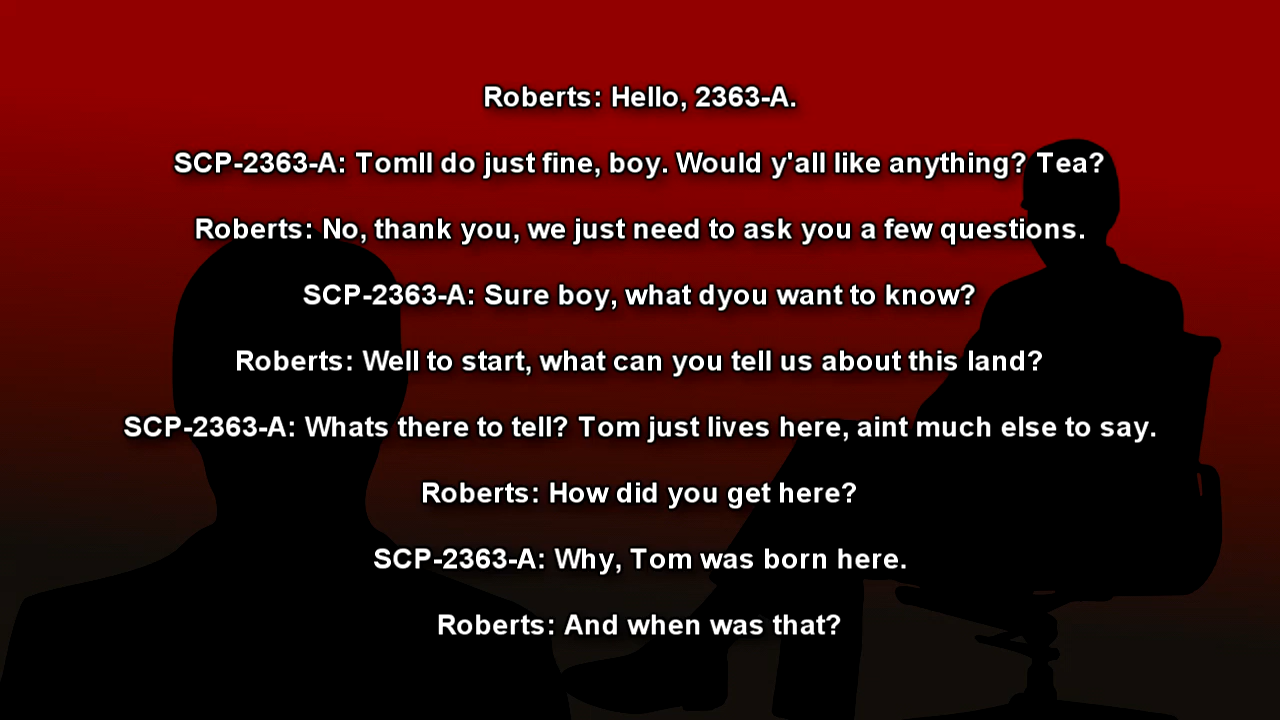 Roberts: Hello, 2363-A.
SCP-2363-A: Tomll do just fine, boy. Would y'all like anything? Tea?
Roberts: No, thank you, we just need to ask you a few questions.
SCP-2363-A: Sure boy, what dyou want to know?
Roberts: Well to start, what can you tell us about this land?
SCP-2363-A: Whats there to tell? Tom just lives here, aint much else to say.
Roberts: How did you get here?
SCP-2363-A: Why, Tom was born here.
Roberts: And when was that?